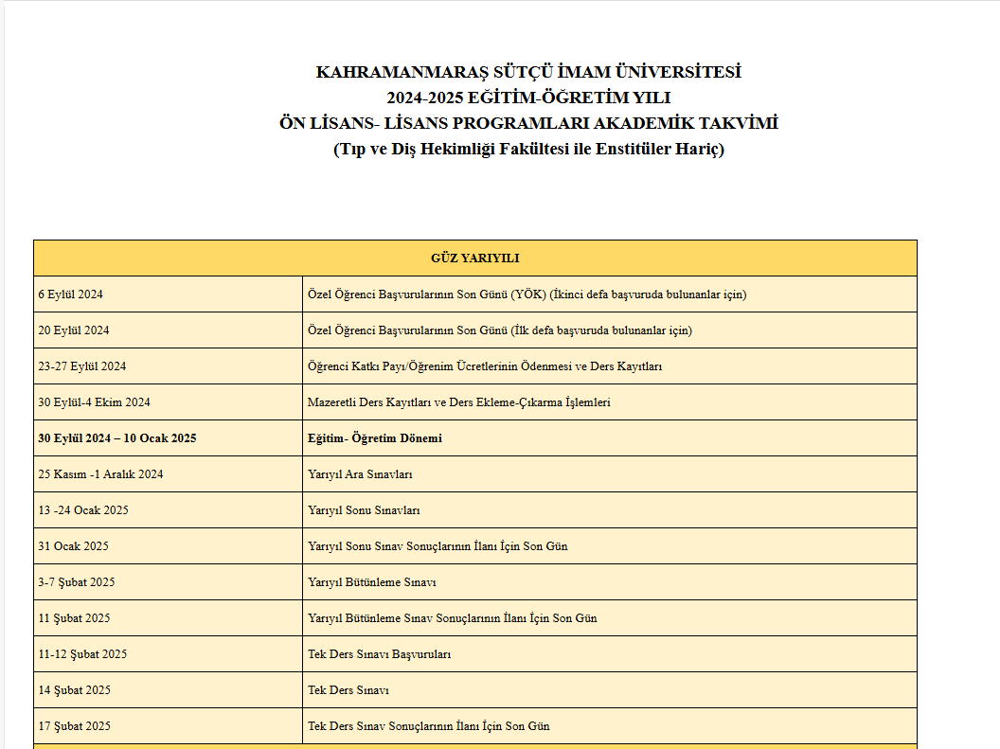 KAHRAMANMARAŞ SÜTÇÜ İMAM ÜNİVERSİTESİ
2024-2025 EĞİTİM-ÖĞRETİM YILI
ÖN LİSANS- LİSANS PROGRAMLARI AKADEMİK TAKVİMİ
(Tıp ve Diş Hekimliği Fakültesi ile Enstitüler Hariç)
GÜZ YARIYILI
6 Eylül 2024 Özel Öğrenci Başvurularının Son Günü (YÖK) (İkinci defa başvuruda bulunanlar için)
20 Eylül 2024 Özel Öğrenci Başvurularının Son Günü (İlk defa başvuruda bulunanlar için)
23-27 Eylül 2024 Öğrenci Katkı Payı/Öğrenim Ücretlerinin Ödenmesi ve Ders Kayıtları
30 Eylül-4 Ekim 2024 Mazeretli Ders Kayıtları ve Ders Ekleme-Çıkarma İşlemleri
30 Eylül 2024 – 10 Ocak 2025 Eğitim- Öğretim Dönemi
25 Kasım -1 Aralık 2024 Yarıyıl Ara Sınavları
13 -24 Ocak 2025 Yarıyıl Sonu Sınavları
31 Ocak 2025 Yarıyıl Sonu Sınav Sonuçlarının İlanı İçin Son Gün
3-7 Şubat 2025 Yarıyıl Bütünleme Sınavı
11 Şubat 2025 Yarıyıl Bütünleme Sınav Sonuçlarının İlanı İçin Son Gün
11-12 Şubat 2025 Tek Ders Sınavı Başvuruları
14 Şubat 2025 Tek Ders Sınavı
17 Şubat 2025 Tek Ders Sınav Sonuçlarının İlanı İçin Son Gün